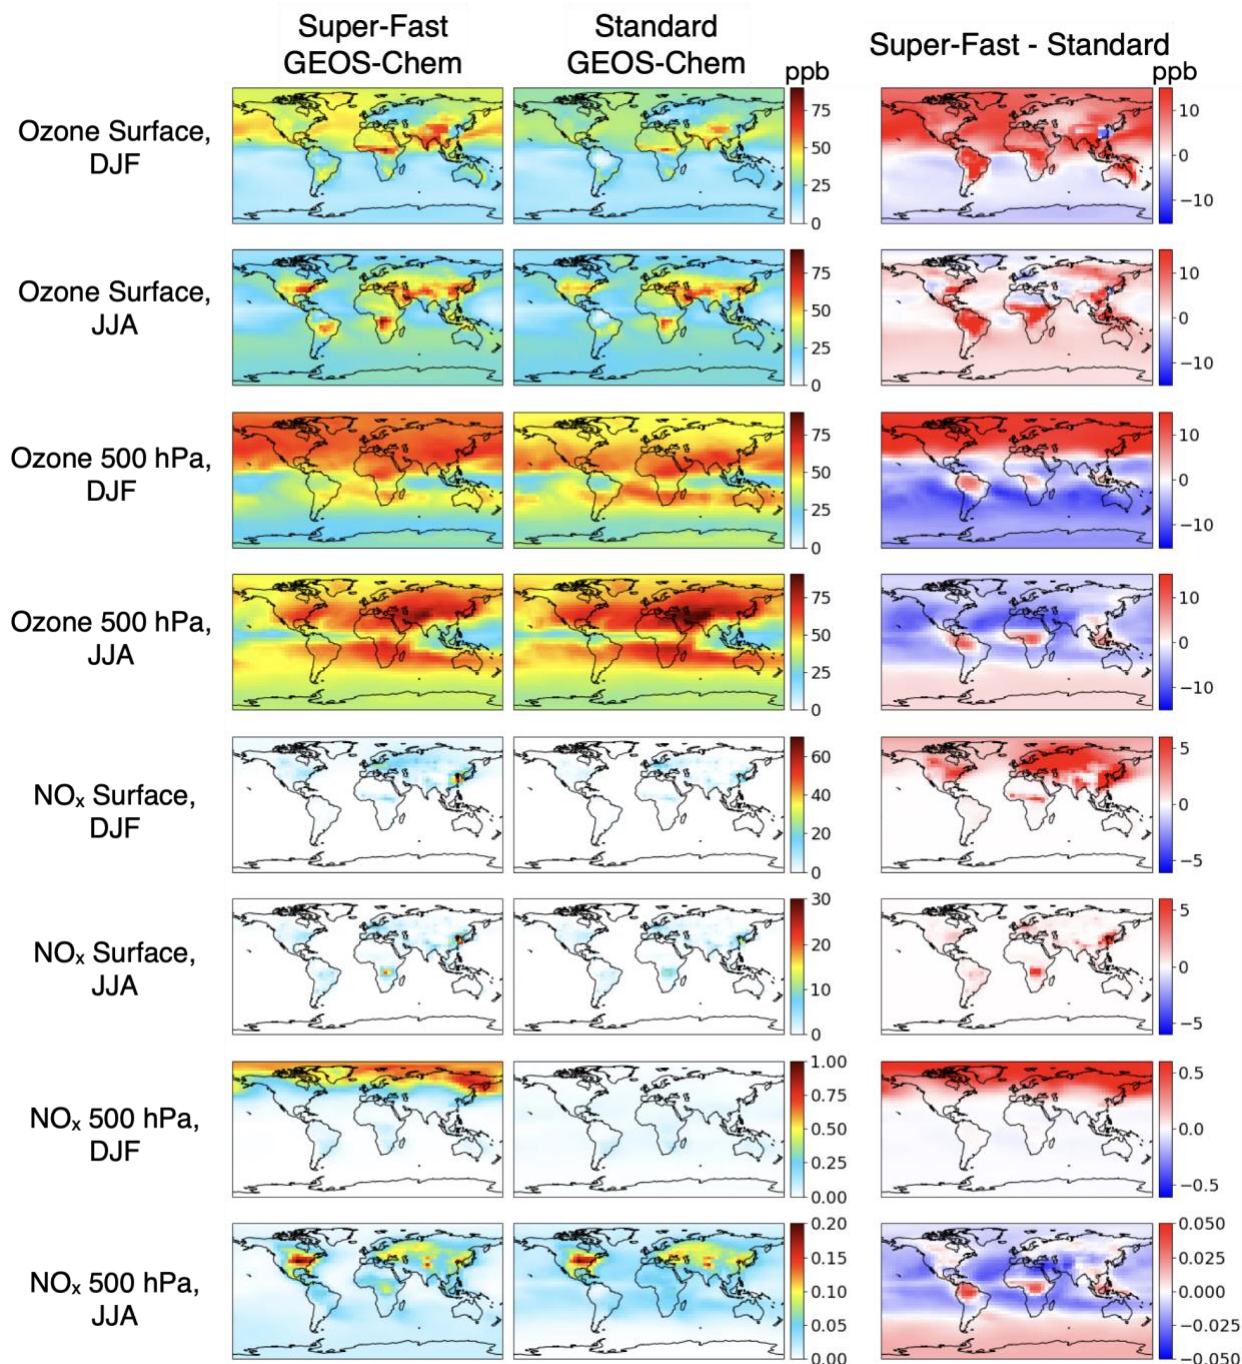 Super-Fast
GEOS-Chem
Standard
GEOS-Chem
ppb
Super-Fast - Standard
ppb
Ozone Surface,
DJF
75
50
25
0
10
0
−10
Ozone Surface,
JJA
75
50
25
0
10
0
−10
Ozone 500 hPa,
DJF
75
50
25
0
10
0
−10
Ozone 500 hPa,
JJA
75
50
25
0
10
0
−10
NOₓ Surface,
DJF
60
40
20
0
5
0
−5
NOₓ Surface,
JJA
30
20
10
0
5
0
−5
NOₓ 500 hPa,
DJF
1.00
0.75
0.50
0.25
0.00
0.5
0.0
−0.5
NOₓ 500 hPa,
JJA
0.20
0.15
0.10
0.05
0.00
0.050
0.025
0.000
−0.025
−0.050